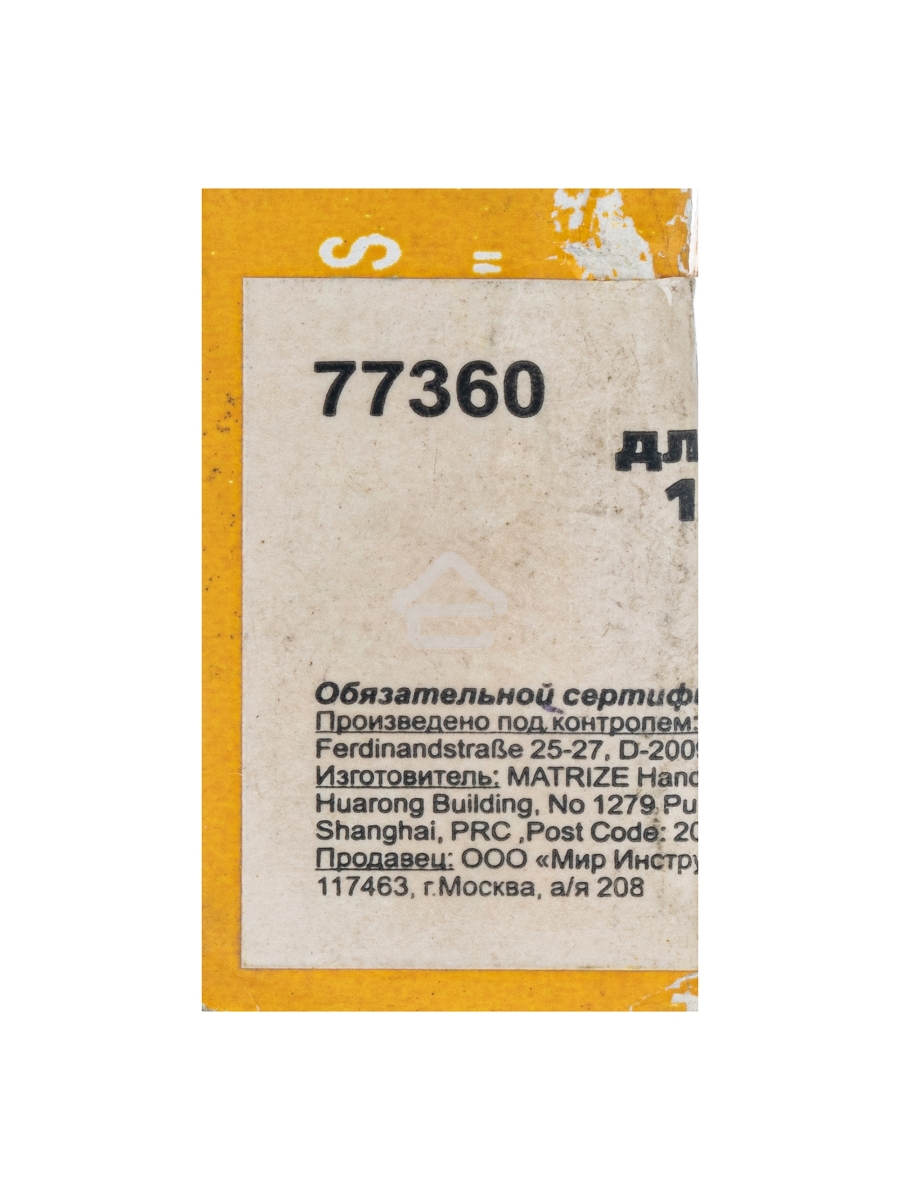 S "
77360
дл
1
Обязательной сертифи
Произведено под контролем:
Ferdinandstraße 25-27, D-2009
Изготовитель: MATRIZE Hand
Huarong Building, No 1279 Pu
Shanghai, PRC ,Post Code: 20
Продавец: ООО «Мир Инстру
117463, г.Москва, а/я 208